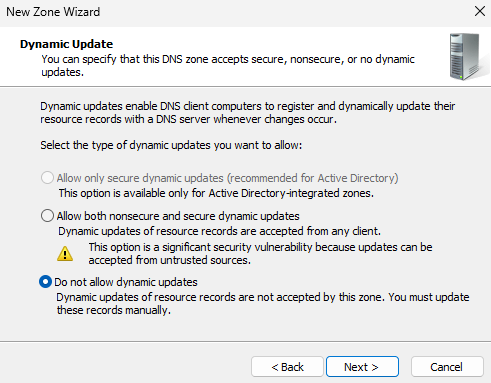 New Zone Wizard
Dynamic Update
You can specify that this DNS zone accepts secure, nonsecure, or no dynamic
updates.
Dynamic updates enable DNS client computers to register and dynamically update their
resource records with a DNS server whenever changes occur.
Select the type of dynamic updates you want to allow:
Allow only secure dynamic updates (recommended for Active Directory)
This option is available only for Active Directory-integrated zones.
Allow both nonsecure and secure dynamic updates
Dynamic updates of resource records are accepted from any client.
This option is a significant security vulnerability because updates can be
accepted from untrusted sources.
Do not allow dynamic updates
Dynamic updates of resource records are not accepted by this zone. You must update
these records manually.
< Back
Next >
Cancel